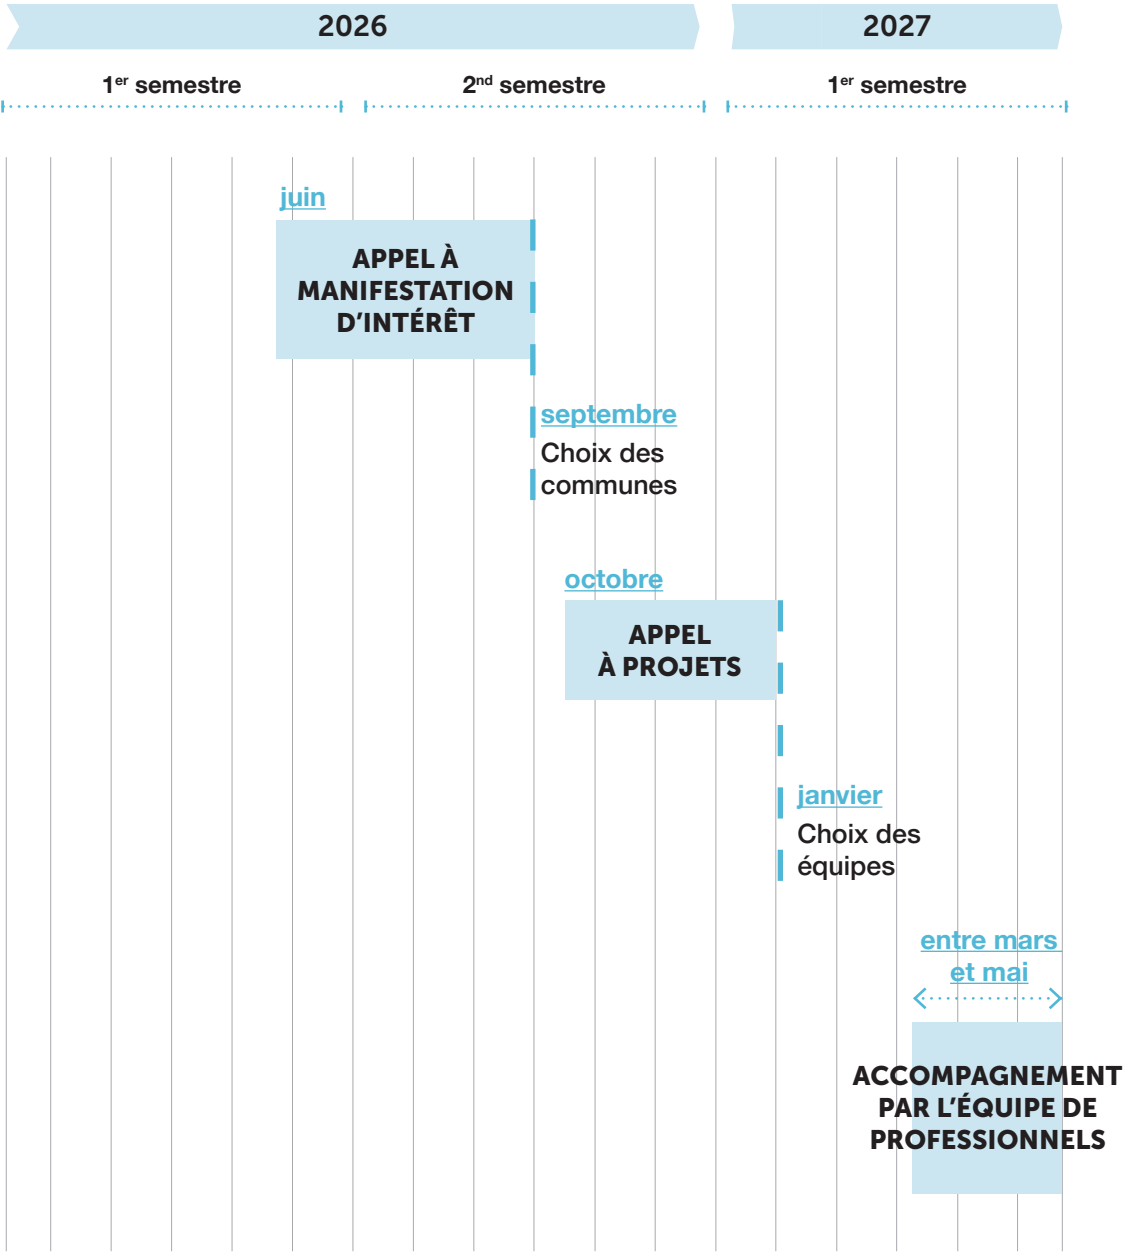 2026
2027
1er semestre
2nd semestre
1er semestre
juin
APPEL À
MANIFESTATION
D'INTÉRÊT
septembre
Choix des
communes
octobre
APPEL
À PROJETS
janvier
Choix des
équipes
entre mars
et mai
ACCOMPAGNEMENT
PAR L'ÉQUIPE DE
PROFESSIONNELS